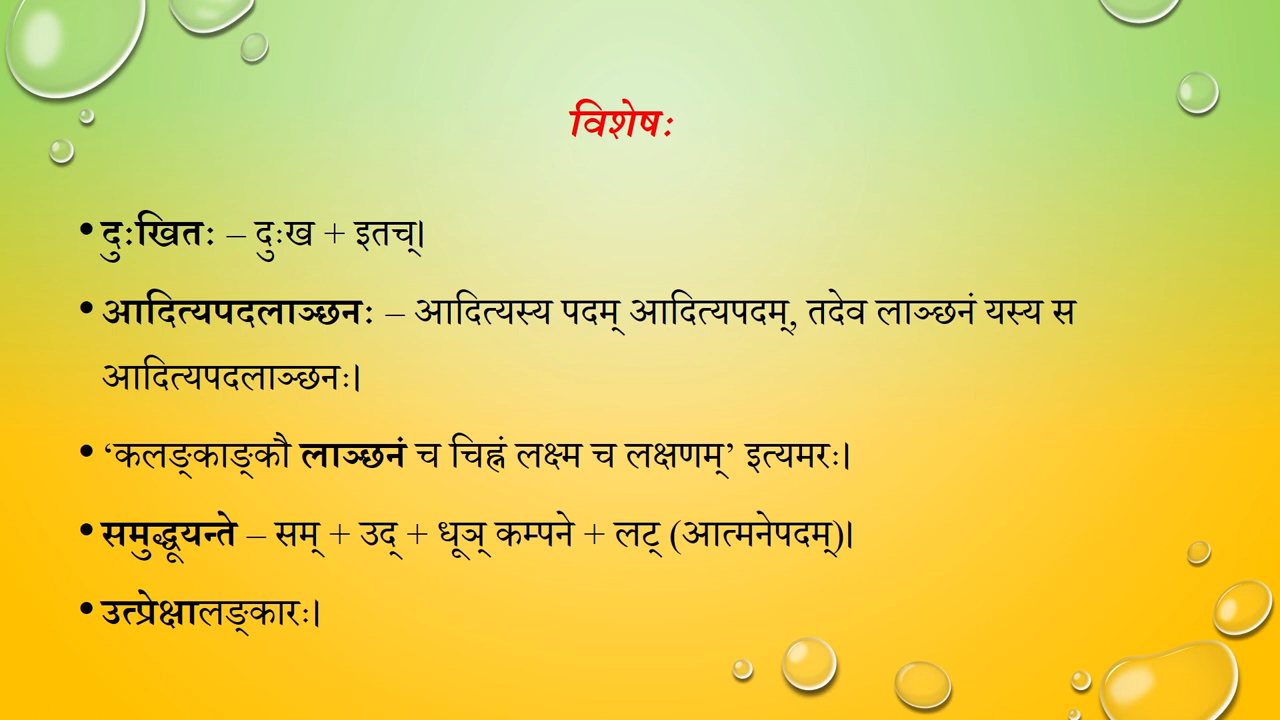 विशेषः
• दुःखितः – दुःख + इतच्।
• आदित्यपदलाञ्छनः – आदित्यस्य पदम् आदित्यपदम्, तदेव लाञ्छनं यस्य स
आदित्यपदलाञ्छनः।
• ‘कलङ्काङ्कौ लाञ्छनं च चिह्नं लक्ष्म च लक्षणम्’ इत्यमरः।
• समुद्धूयन्ते – सम् + उद् + धूञ् कम्पने + लट् (आत्मनेपदम्)।
• उत्प्रेक्षालङ्कारः।